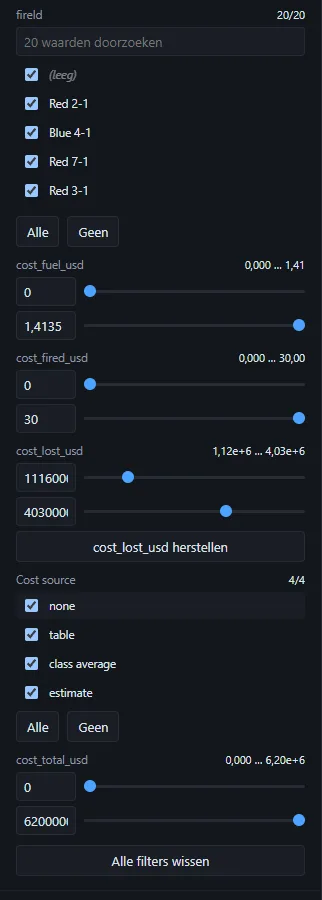 fireId 20/20
20 waarden doorzoeken
(leeg)
Red 2-1
Blue 4-1
Red 7-1
Red 3-1
Alle Geen
cost_fuel_usd 0,000 ... 1,41
0
1,4135
cost_fired_usd 0,000 ... 30,00
0
30
cost_lost_usd 1,12e+6 ... 4,03e+6
111600
403000
cost_lost_usd herstellen
Cost source 4/4
none
table
class average
estimate
Alle Geen
cost_total_usd 0,000 ... 6,20e+6
0
620000
Alle filters wissen